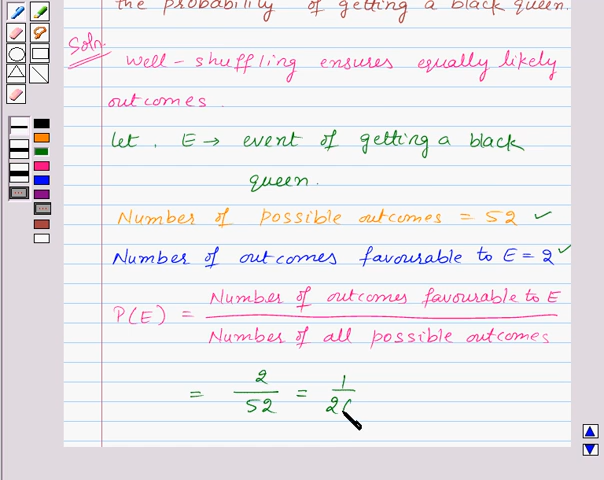 the probability of getting a black queen.
Soln.
Well-shuffling ensures equally likely
outcomes.
Let . E → event of getting a black
queen.
Number of possible outcomes = 52 ✓
Number of outcomes favourable to E = 2 ✓
P(E) = Number of outcomes favourable to E
Number of all possible outcomes
= 2/52 = 1/